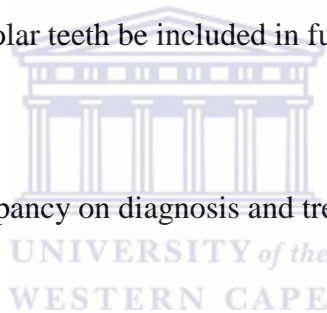 olar teeth be included in fu
pancy on diagnosis and tre
UNIVERSITY of the
WESTERN CAPE